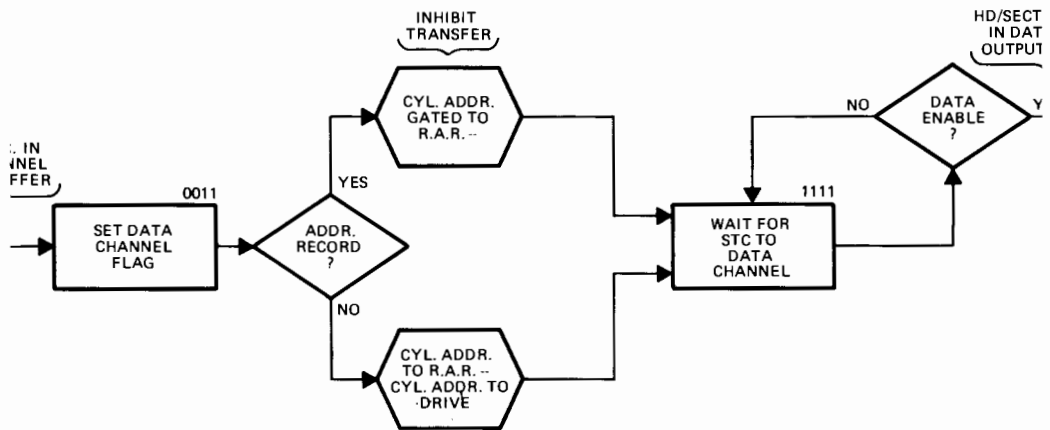 IN
SET DATA
CHANNEL
FLAG
0011
ADDR.
RECORD
?
YES
NO
INHIBIT
TRANSFER
CYL. ADDR.
GATED TO
R.A.R. --
CYL. ADDR.
TO R.A.R. --
CYL. ADDR. TO
DRIVE
1111
WAIT FOR
STC TO
DATA
CHANNEL
NO
DATA
ENABLE
?
HD/SECT
IN DAT
OUTPUT
Y